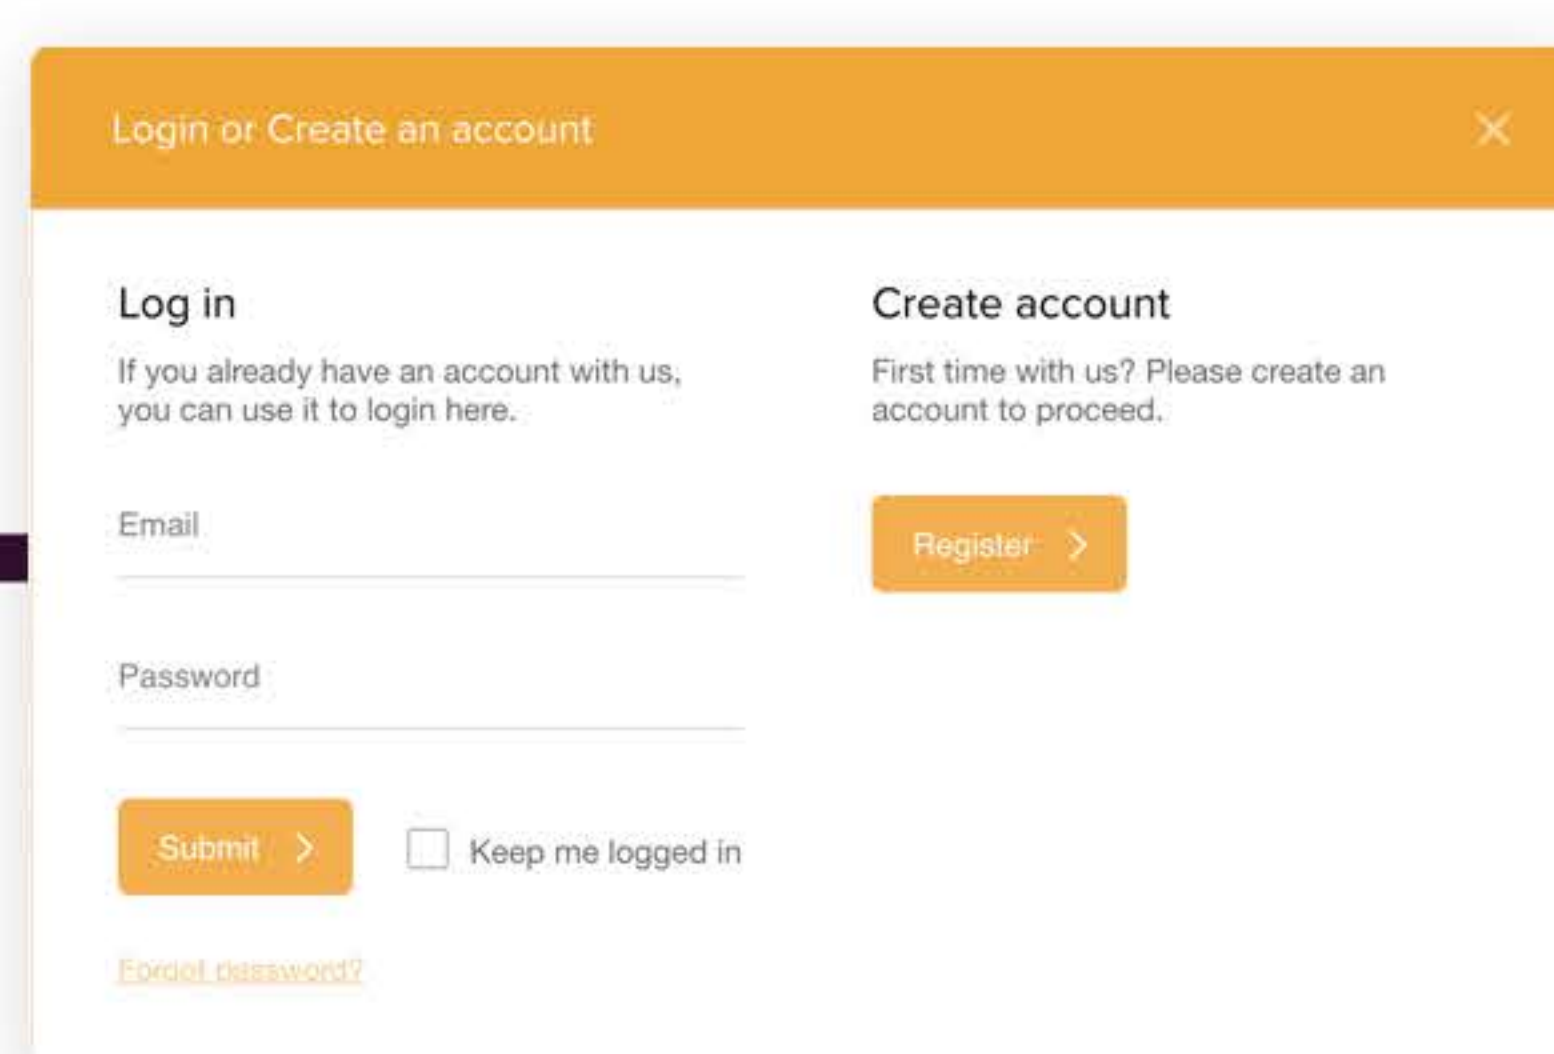 Login or Create an account
Log in
If you already have an account with us,
you can use it to login here.
Email
Password
Submit
Keep me logged in
Forgot password?
Create account
First time with us? Please create an
account to proceed.
Register